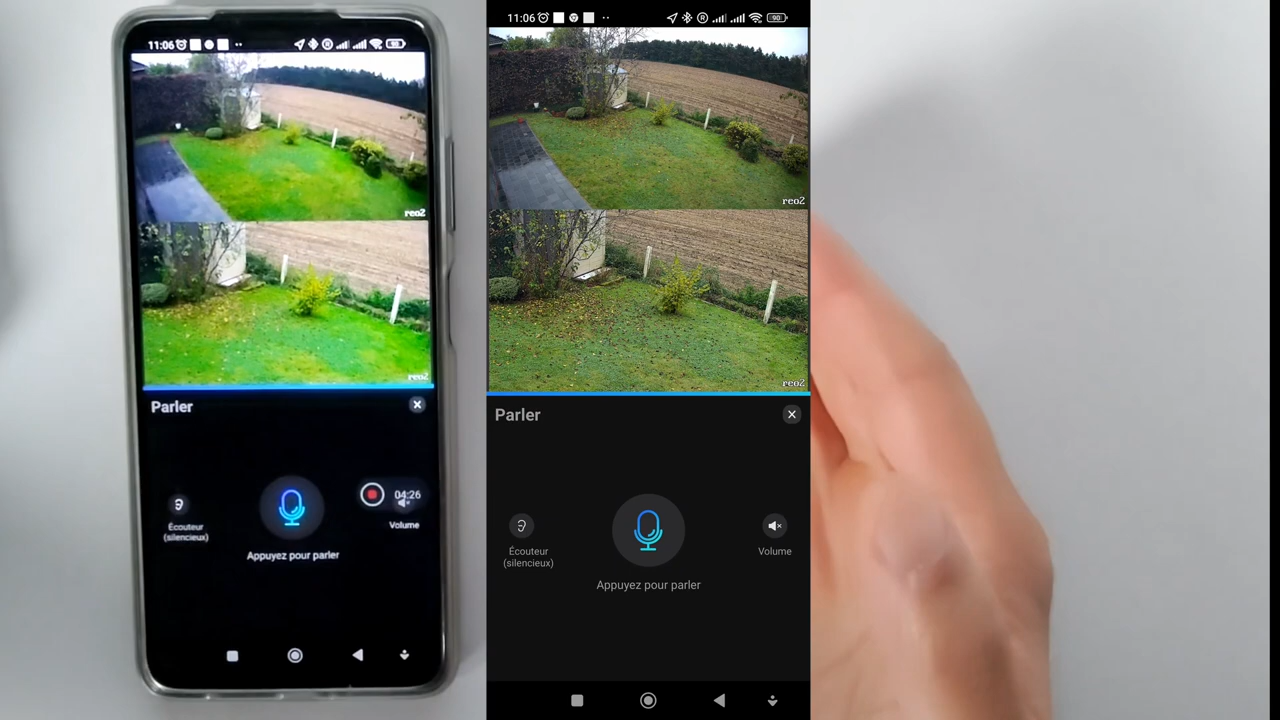 11:06
reo2
reo2
Parler
04:26
Écouteur
(silencieux)
Volume
Appuyez pour parler
11:06
R
90
reo2
reo2
Parler
Écouteur
(silencieux)
Volume
Appuyez pour parler